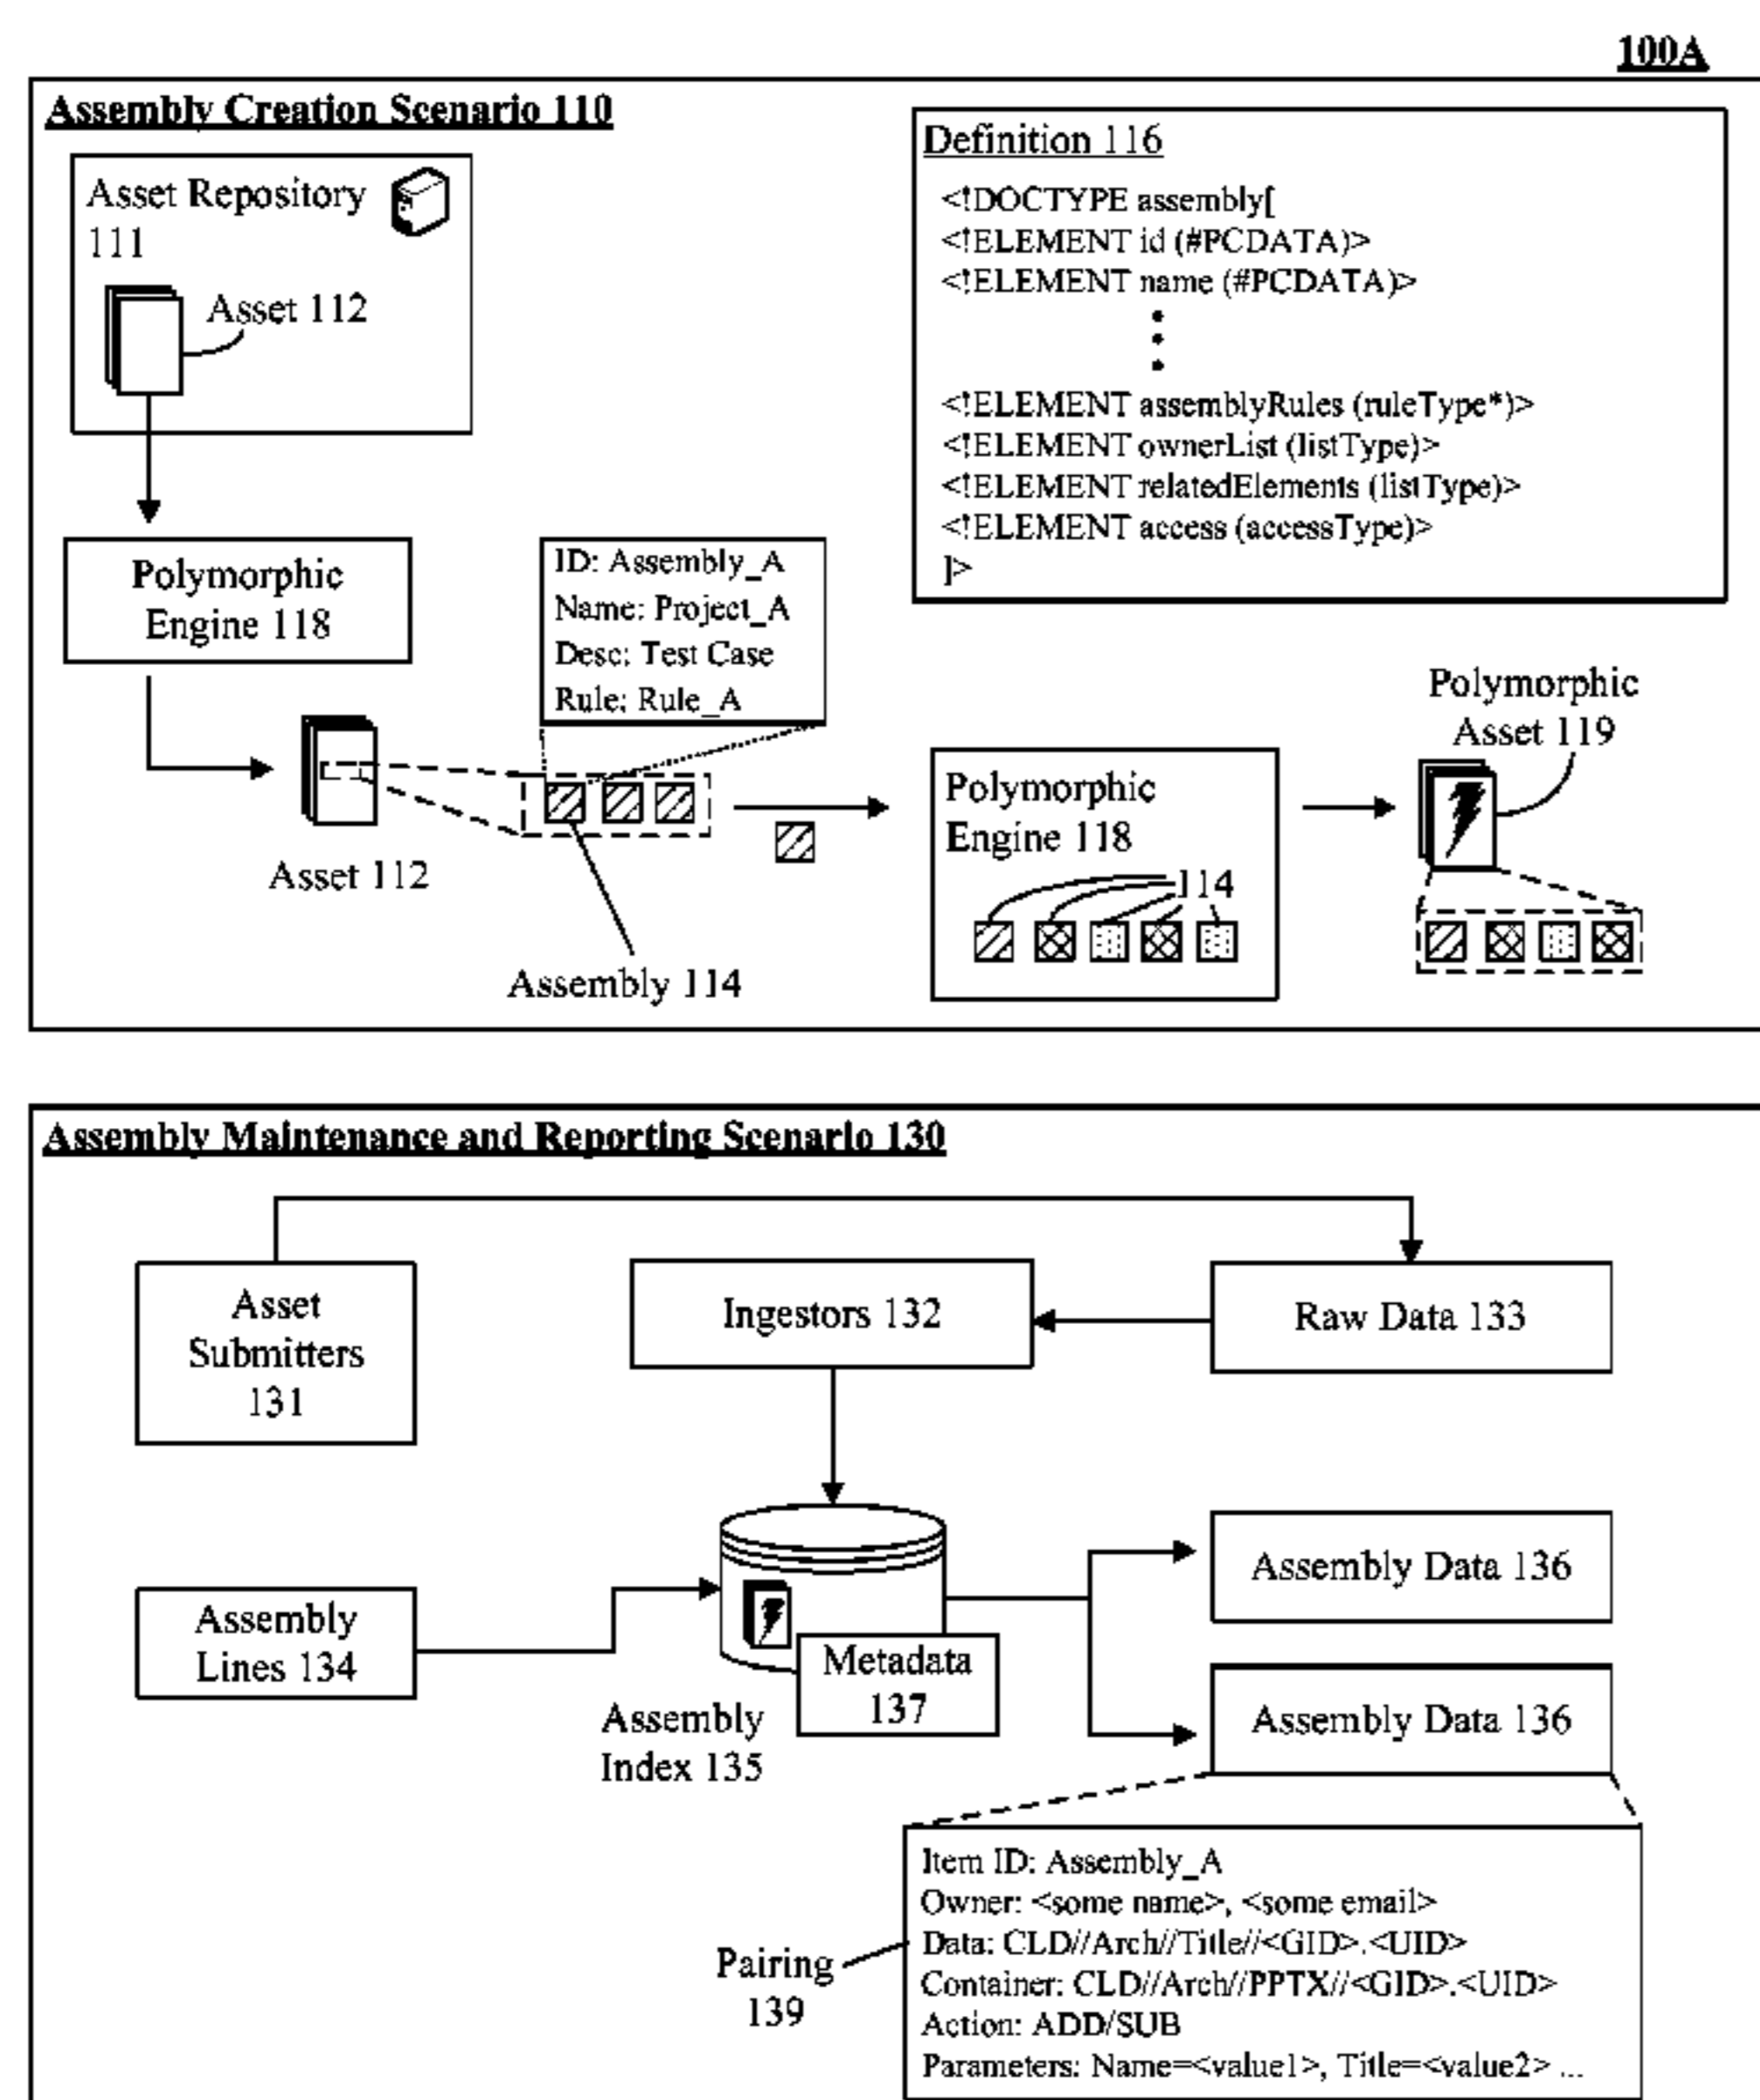 100A
Assembly Creation Scenario 110
Asset Repository
111
Asset 112
Definition 116
<!DOCTYPE assembly[
<!ELEMENT id (#PCDATA)>
<!ELEMENT name (#PCDATA)>
<!ELEMENT assemblyRules (ruleType*)>
<!ELEMENT ownerList (listType)>
<!ELEMENT relatedElements (listType)>
<!ELEMENT access (accessType)>
]>
Polymorphic
Engine 118
ID: Assembly_A
Name: Project_A
Desc: Test Case
Rule: Rule_A
Asset 112
Assembly 114
Polymorphic
Engine 118
114
Polymorphic
Asset 119
Assembly Maintenance and Reporting Scenario 130
Asset
Submitters
131
Ingestors 132
Raw Data 133
Assembly
Lines 134
Metadata
137
Assembly
Index 135
Assembly Data 136
Assembly Data 136
Pairing
139
Item ID: Assembly_A
Owner: <some name>, <some email>
Data: CLD//Arch//Title//<GID>.<UID>
Container: CLD//Arch//PPTX//<GID>.<UID>
Action: ADD/SUB
Parameters: Name=<value1>, Title=<value2> ...